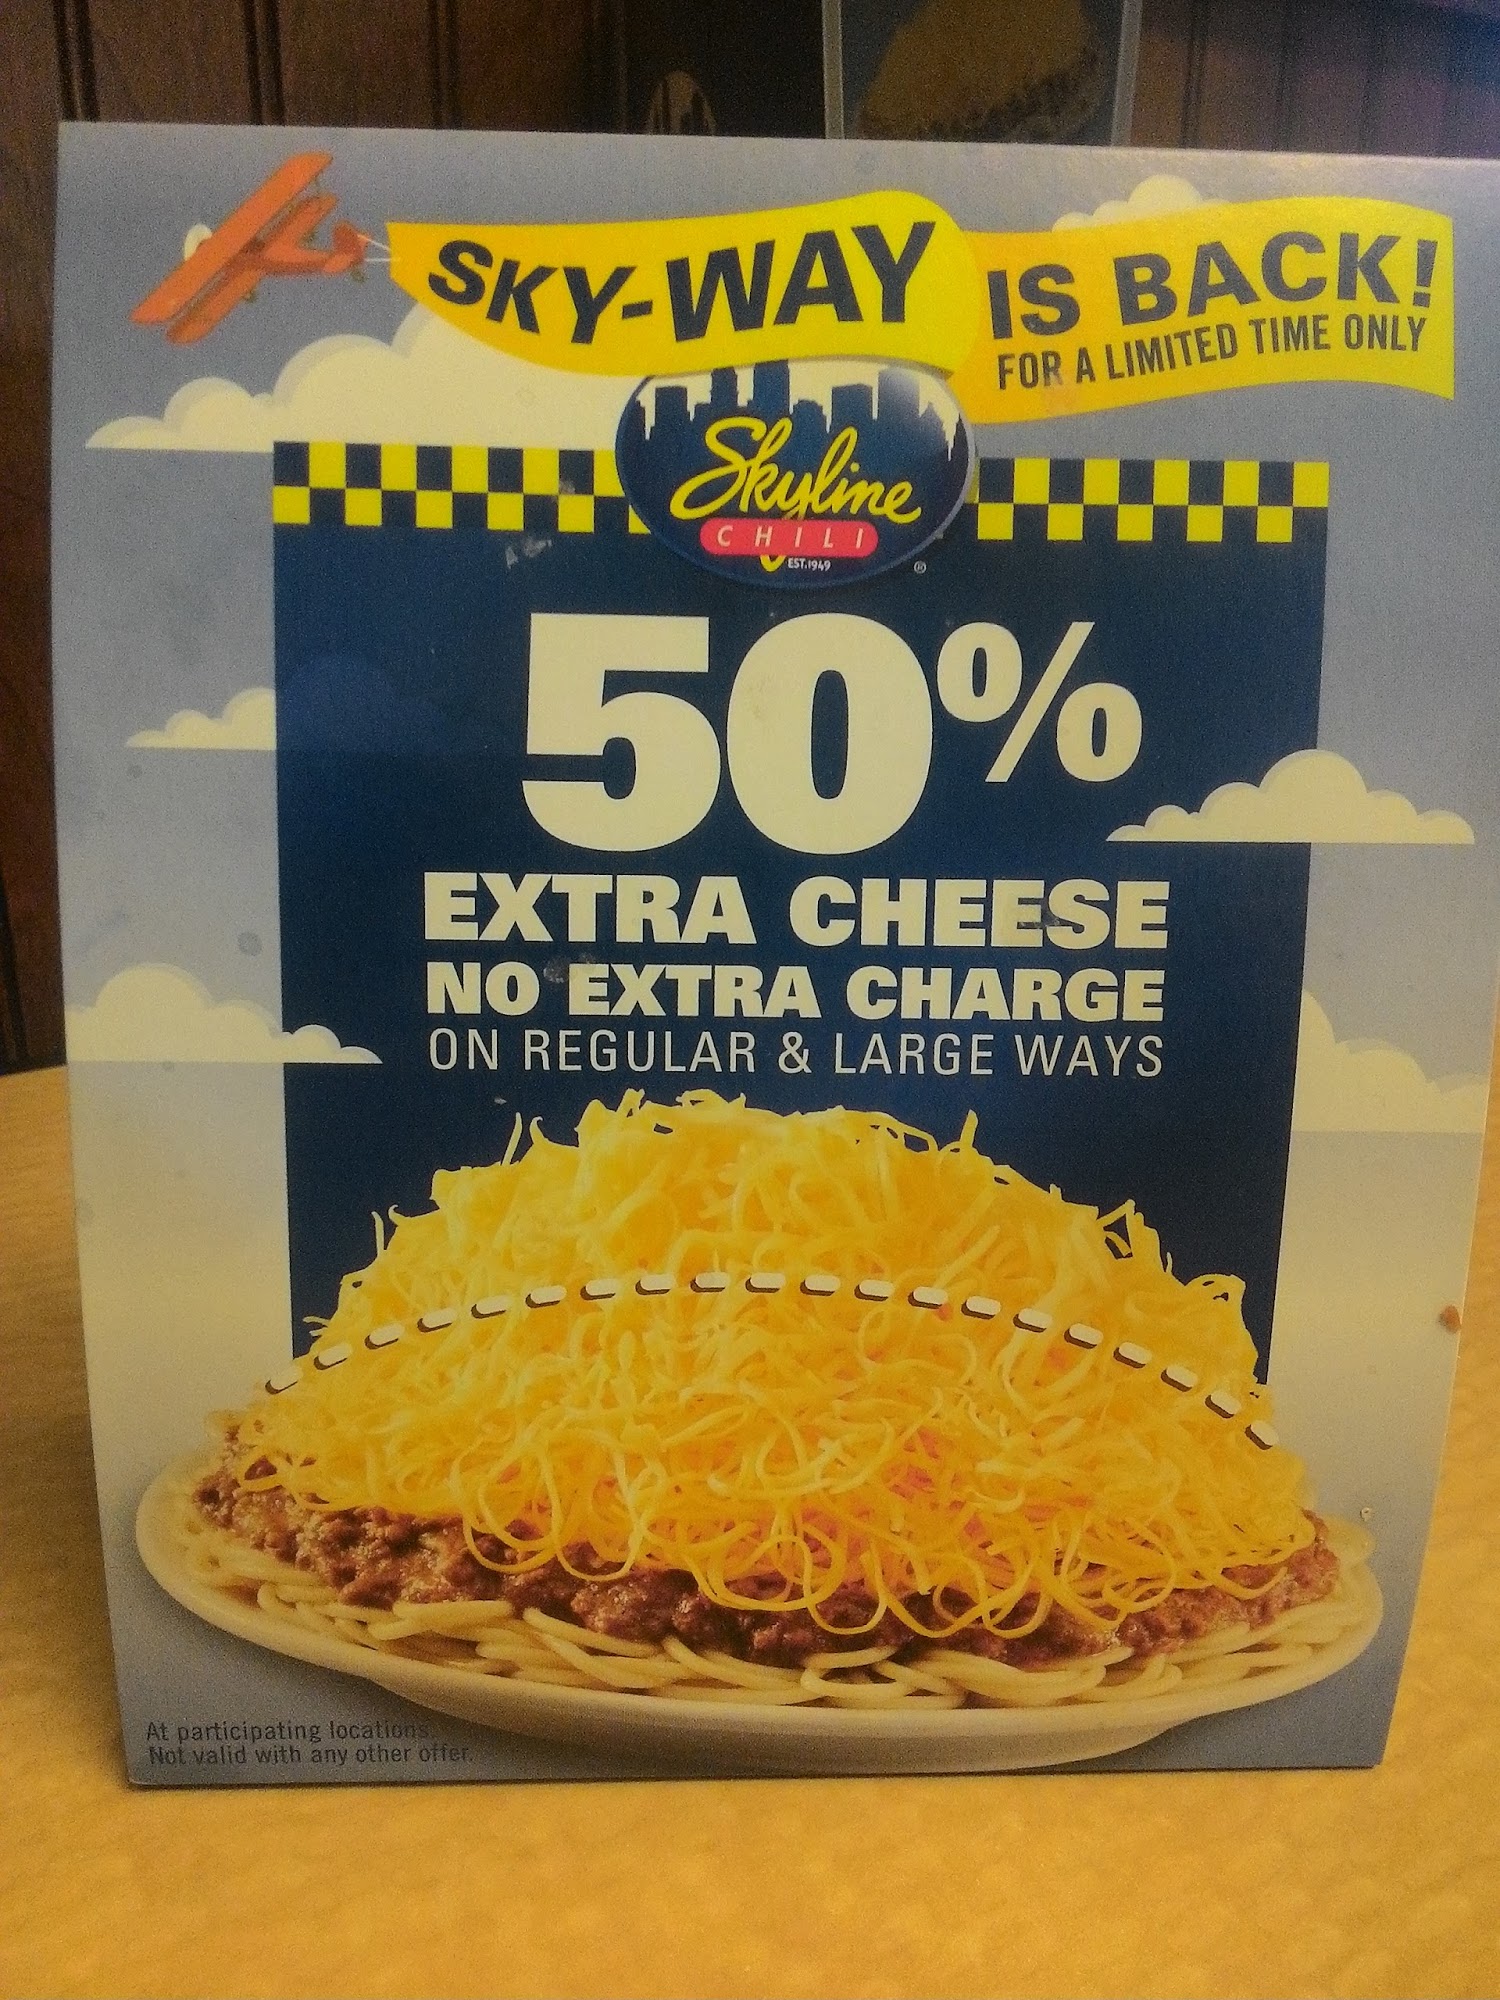 SKY-WAY IS BACK!
FOR A LIMITED TIME ONLY
Skyline
CHILI
EST.1949
®
50%
EXTRA CHEESE
NO EXTRA CHARGE
ON REGULAR & LARGE WAYS
At participating locations.
Not valid with any other offer.